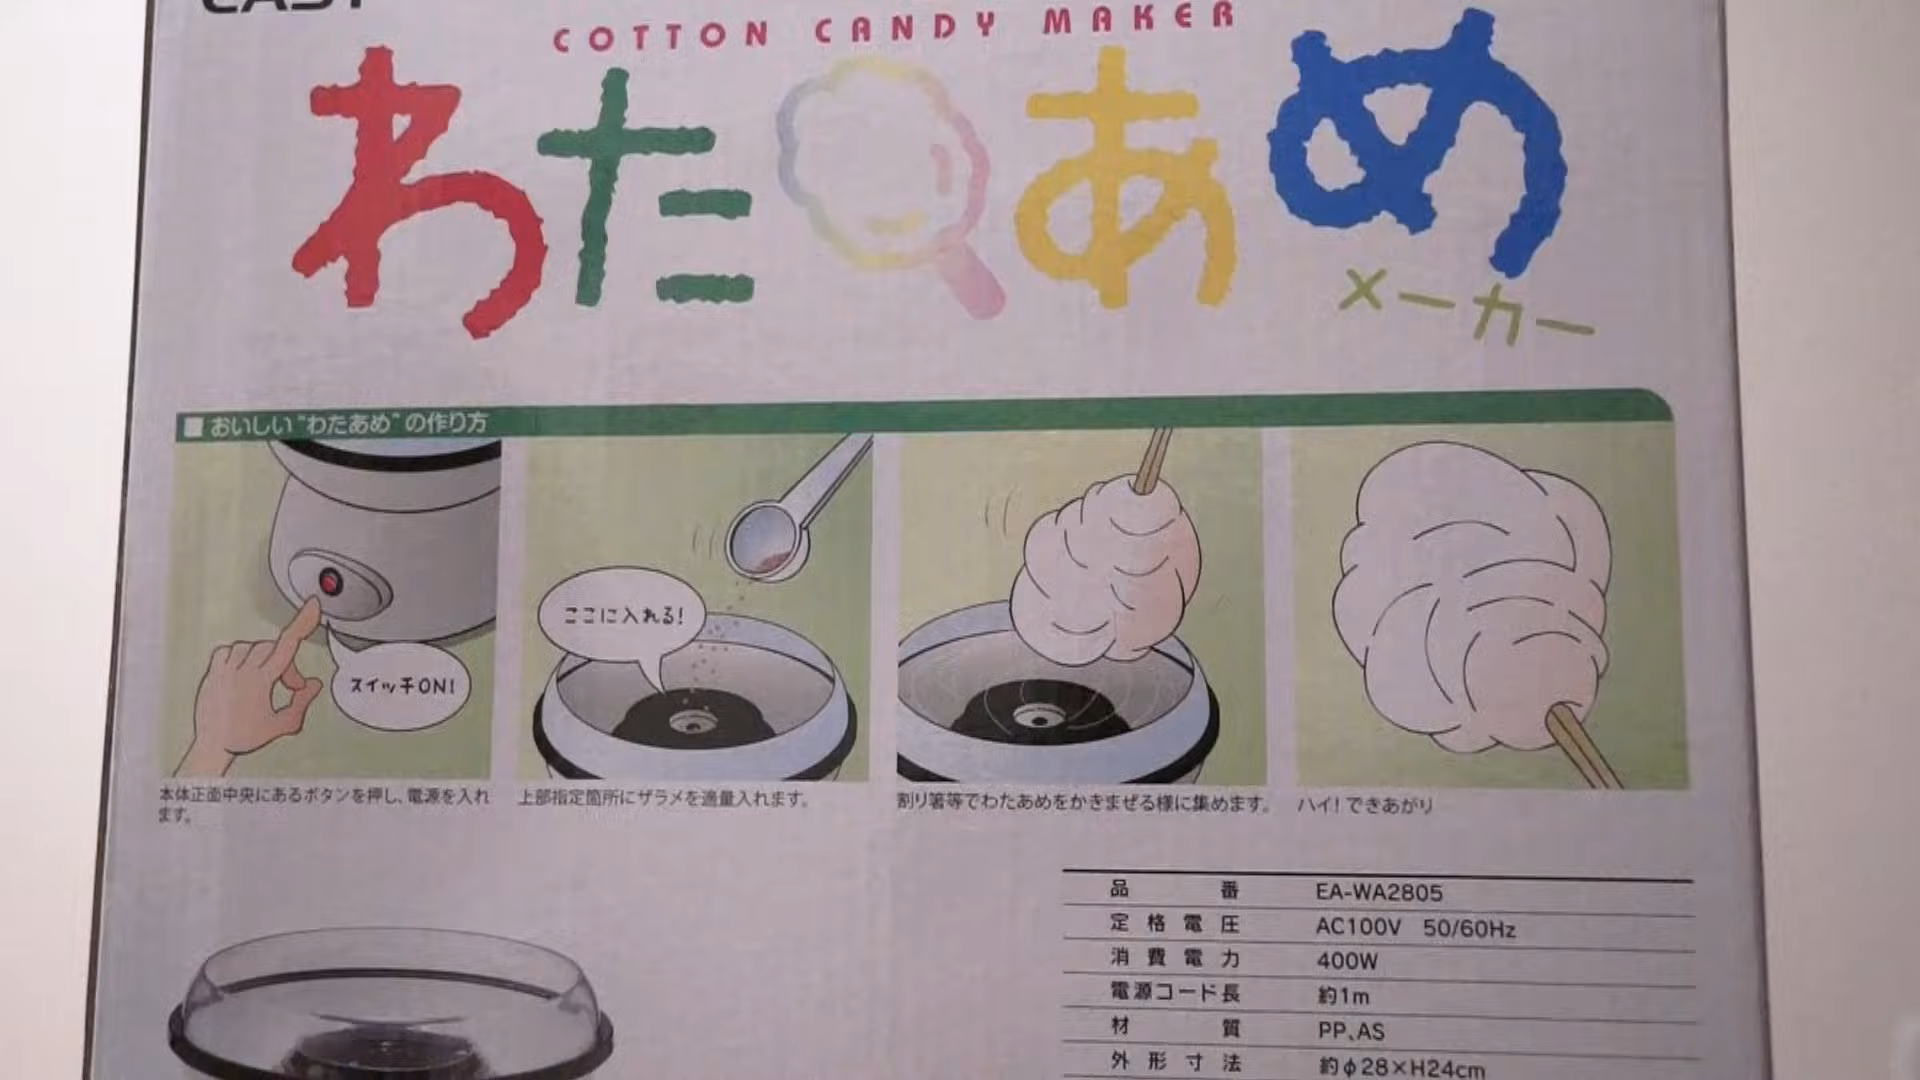 EAST
COTTON CANDY MAKER
わたあめ
メーカー
■ おいしい“わたあめ”の作り方
スイッチON!
ここに入れる!
本体正面中央にあるボタンを押し、電源を入れ
ます。
上部指定箇所にザラメを適量入れます。
割り箸等でわたあめをかきまぜる様に集めます。
ハイ! できあがり
品番 EA-WA2805
定格電圧 AC100V 50/60Hz
消費電力 400W
電源コード長 約1m
材質 PP、AS
外形寸法 約φ28×H24cm